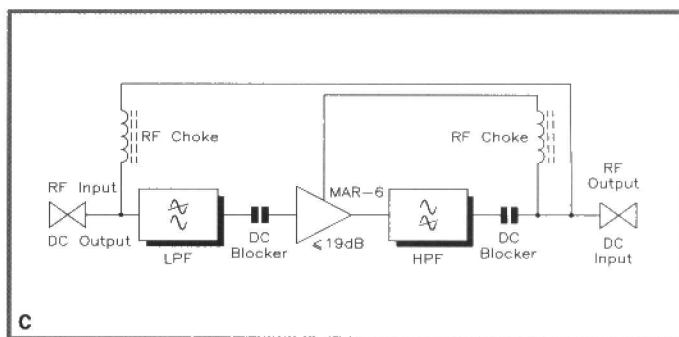 RF Choke
RF Choke
RF Input
MAR-6
RF
Output
DC Output
LPF
DC
Blocker
⩽19dB
HPF
DC
Blocker
DC
Input
C